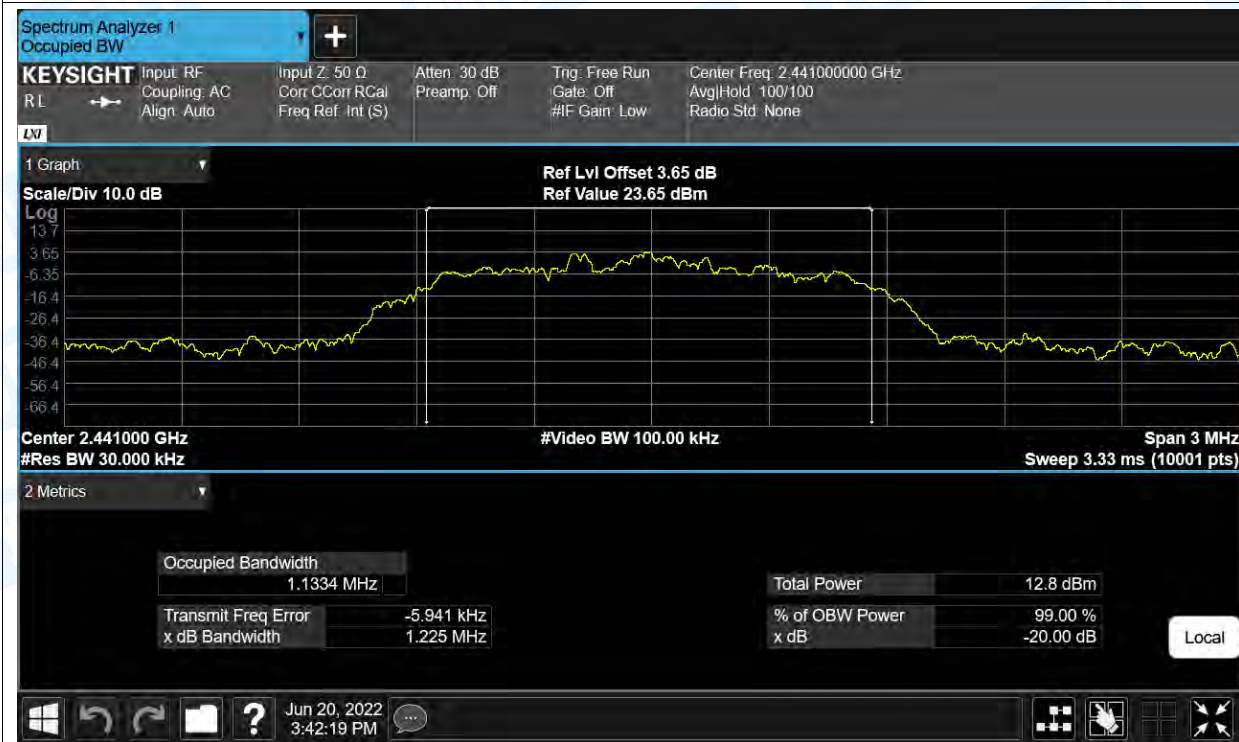 Spectrum Analyzer 1
Occupied BW
KEYSIGHT Input: RF Input Z: 50 Ω Atten: 30 dB Trig: Free Run Center Freq: 2.441000000 GHz
R L Coupling: AC Corr CCorr RCal Preamp: Off Gate: Off Avg|Hold: 100/100
Align: Auto Freq Ref: Int (S) #IF Gain: Low Radio Std: None
LXI
1 Graph
Ref Lvl Offset 3.65 dB
Scale/Div 10.0 dB Ref Value 23.65 dBm
Log
13.7
3.65
-6.35
-16.4
-26.4
-36.4
-46.4
-56.4
-66.4
Center 2.441000 GHz #Video BW 100.00 kHz Span 3 MHz
#Res BW 30.000 kHz Sweep 3.33 ms (10001 pts)
2 Metrics
Occupied Bandwidth
1.1334 MHz Total Power 12.8 dBm
Transmit Freq Error -5.941 kHz % of OBW Power 99.00 %
x dB Bandwidth 1.225 MHz x dB -20.00 dB
Local
Jun 20, 2022
3:42:19 PM